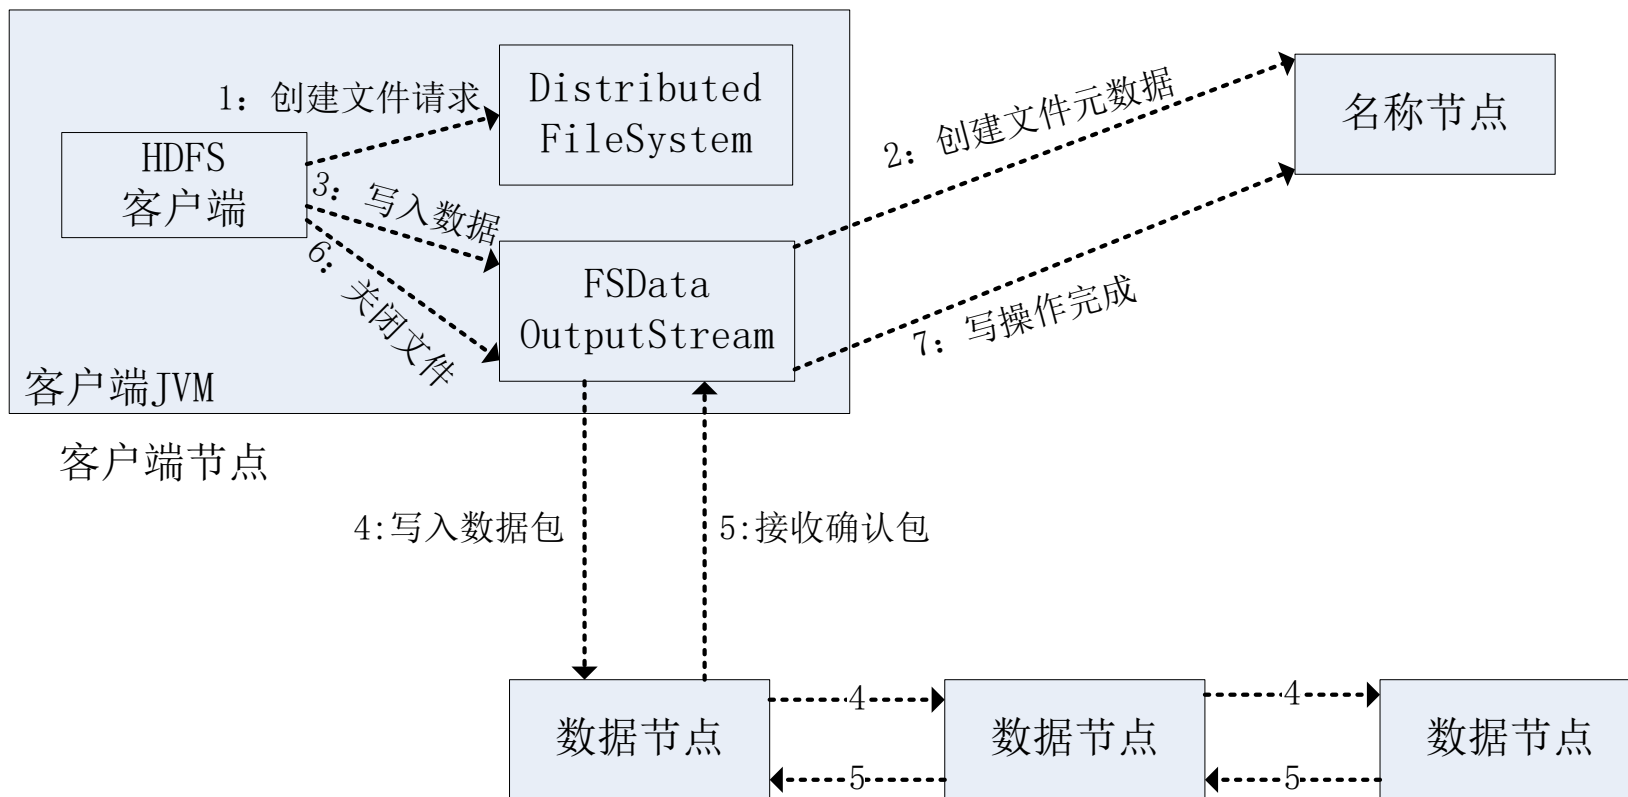 1：创建文件请求
Distributed
FileSystem
2：创建文件元数据
名称节点
HDFS
客户端
3：写入数据
6：关闭文件
FSData
OutputStream
7：写操作完成
客户端JVM
客户端节点
4:写入数据包
5:接收确认包
数据节点
4
5
数据节点
4
5
数据节点